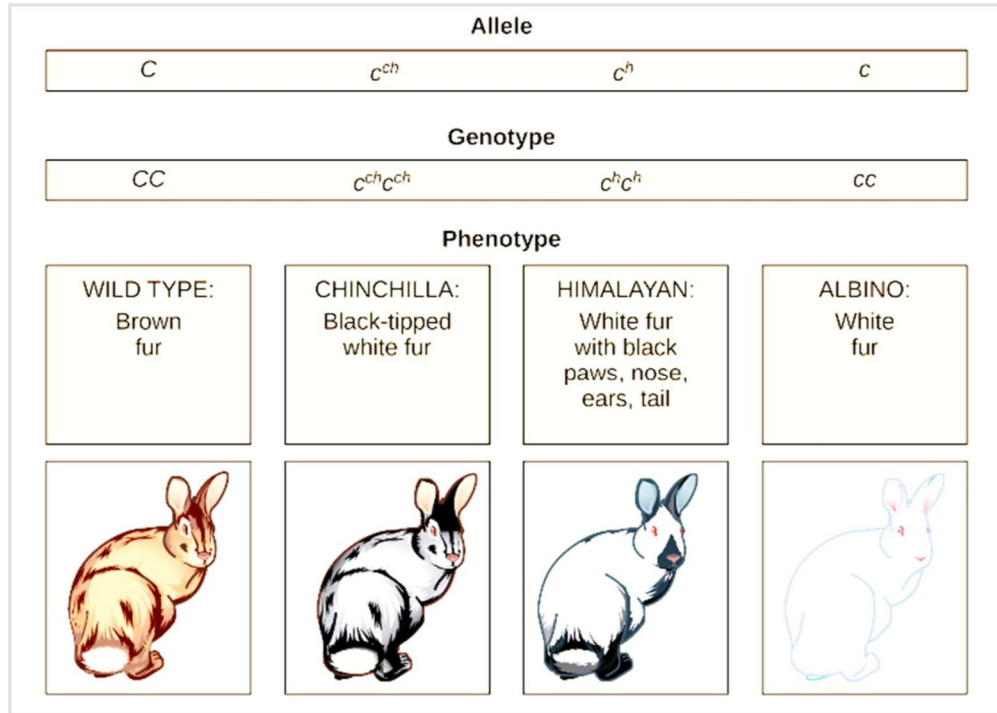 Allele
C c^ch c^h c
Genotype
CC c^chc^ch c^hc^h cc
Phenotype
WILD TYPE: CHINCHILLA: HIMALAYAN: ALBINO:
Brown Black-tipped White fur White
fur white fur with black fur
paws, nose,
ears, tail